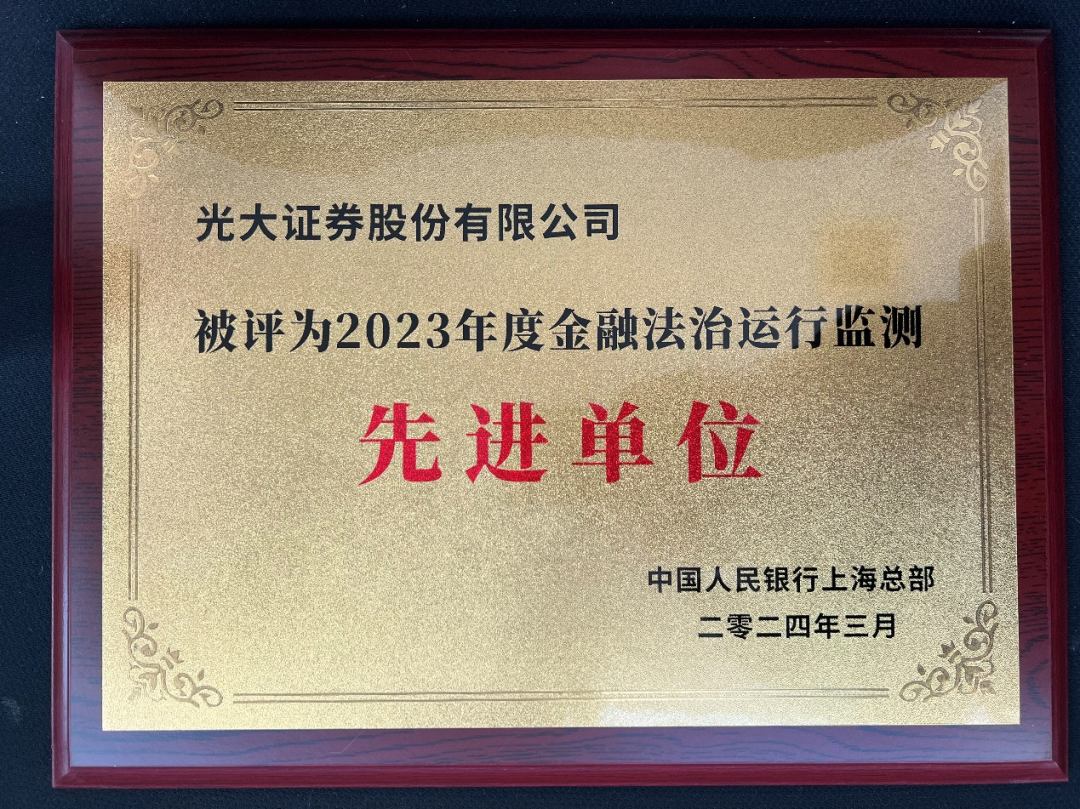 光大证券股份有限公司
被评为2023年度金融法治运行监测
先进单位
中国人民银行上海总部
二零二四年三月